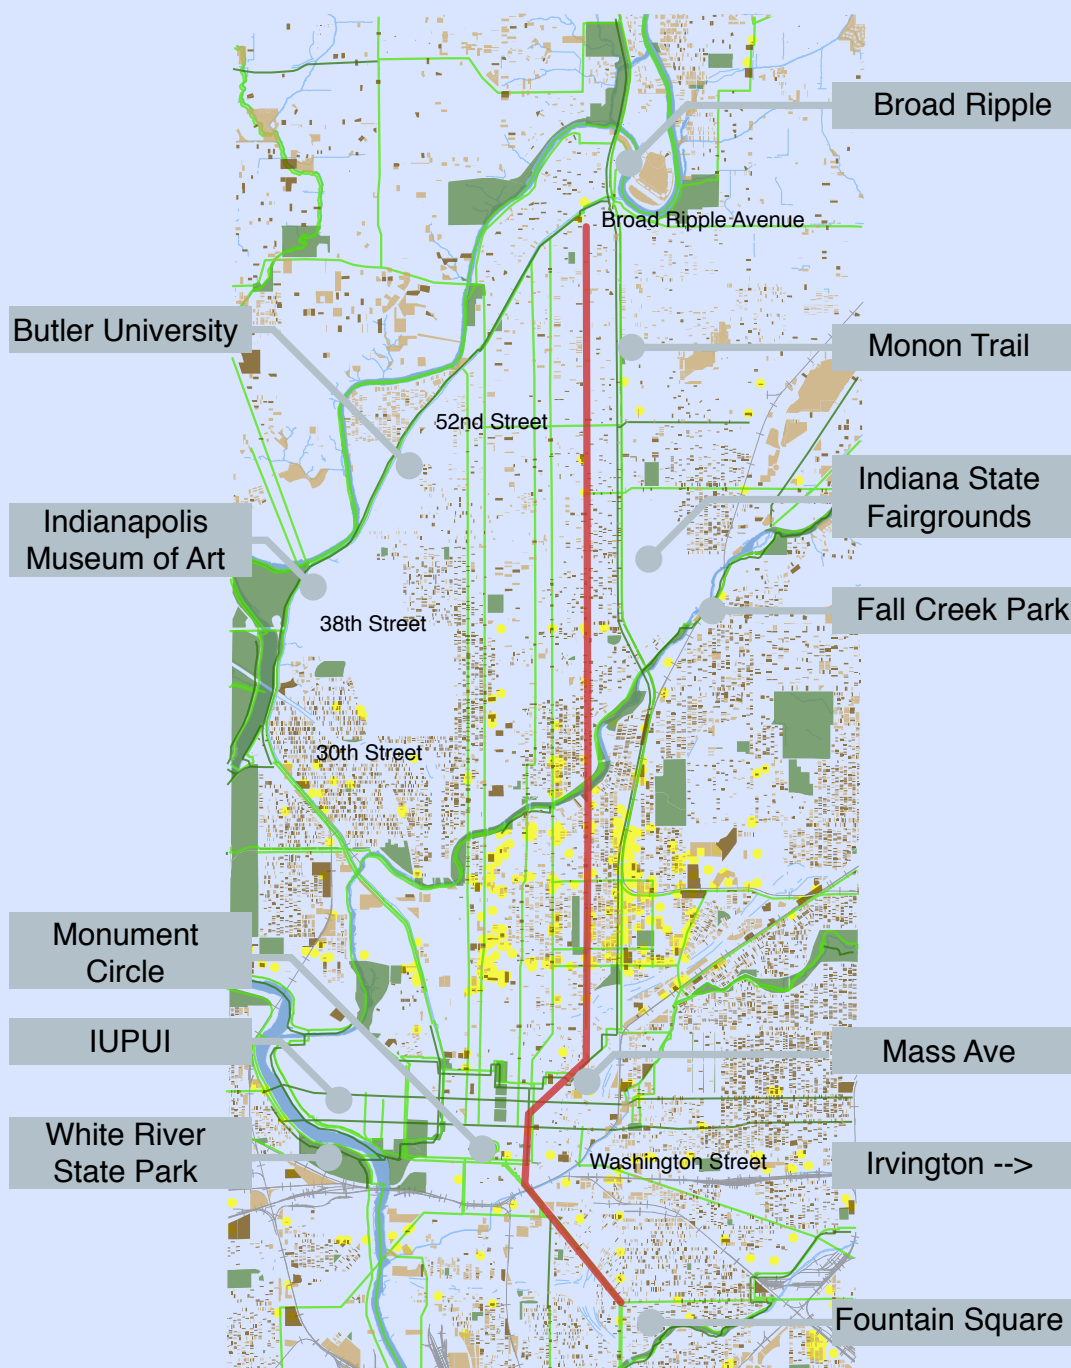 Broad Ripple
Broad Ripple Avenue
Butler University
Monon Trail
52nd Street
Indiana State
Fairgrounds
Indianapolis
Museum of Art
Fall Creek Park
38th Street
30th Street
Monument
Circle
IUPUI
Mass Ave
White River
State Park
Washington Street
Irvington -->
Fountain Square